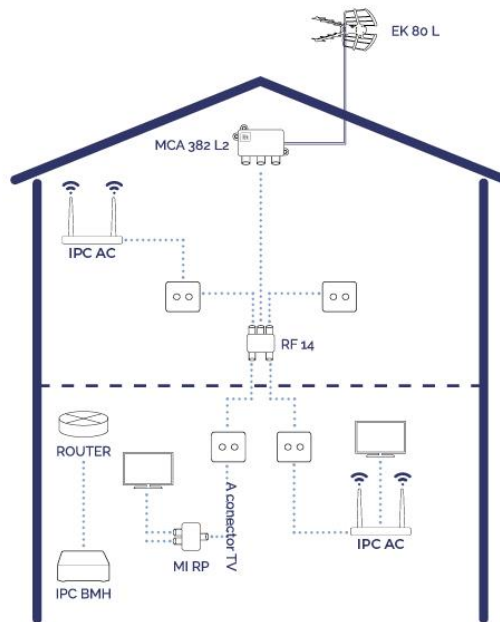 EK 80 L
MCA 382 L2
IPC AC
RF 14
ROUTER
A conector TV
MI RP
IPC AC
IPC BMH